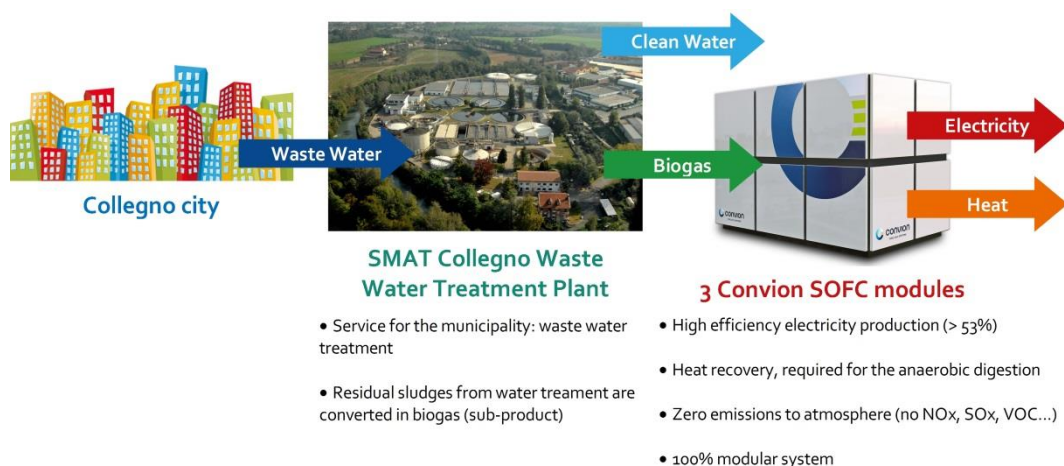 Clean Water
Waste Water
Biogas
Electricity
Heat
convion
convion
Collegno city
SMAT Collegno Waste
Water Treatment Plant
• Service for the municipality: waste water
treatment
• Residual sludges from water treament are
converted in biogas (sub-product)
3 Convion SOFC modules
• High efficiency electricity production (> 53%)
• Heat recovery, required for the anaerobic digestion
• Zero emissions to atmosphere (no NOx, SOx, VOC...)
• 100% modular system